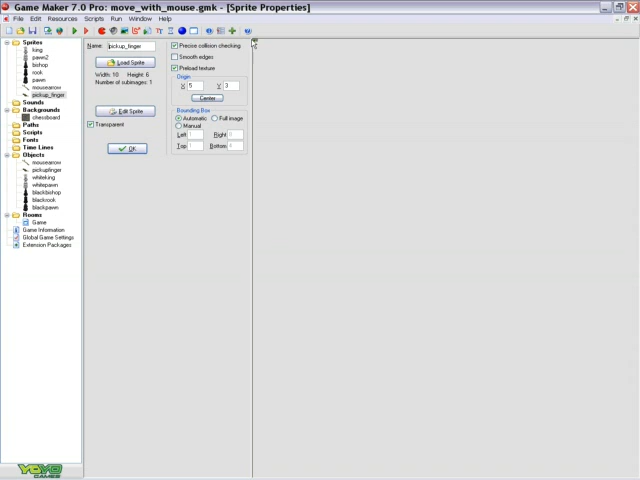 Game Maker 7.0 Pro: move_with_mouse.gmk - [Sprite Properties]
File Edit Resources Scripts Run Window Help
Sprites
king
pawn2
bishop
rook
pawn
mousearrow
pickup_finger
Sounds
Backgrounds
chessboard
Paths
Scripts
Fonts
Time Lines
Objects
mousearrow
pickupfinger
whiteking
whitepawn
blackbishop
blackrook
blackpawn
Rooms
Game
Game Information
Global Game Settings
Extension Packages
YOYO
GAMES
Name: pickup_finger
Load Sprite
Width: 10 Height: 6
Number of subimages: 1
Edit Sprite
Transparent
OK
Precise collision checking
Smooth edges
Preload texture
Origin
X 5 Y 3
Center
Bounding Box
Automatic Full image
Manual
Left Right
Top Bottom